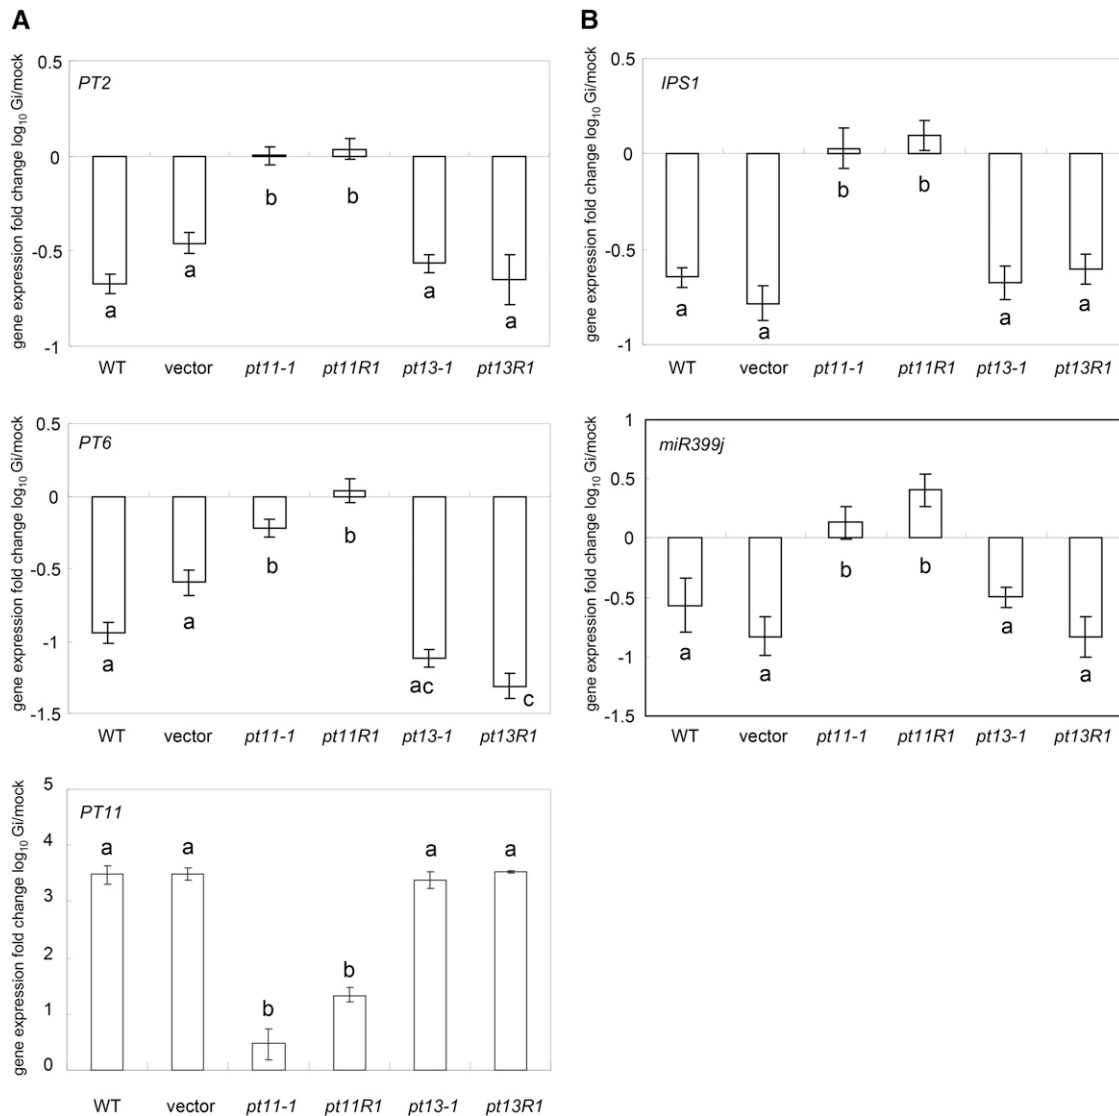 A
gene expression fold change log₁₀ Gi/mock
PT2
0.5
0
-0.5
-1
b
b
a
a
a
a
WT vector pt11-1 pt11R1 pt13-1 pt13R1
gene expression fold change log₁₀ Gi/mock
PT6
0.5
0
-0.5
-1
-1.5
b
b
a
a
ac
c
WT vector pt11-1 pt11R1 pt13-1 pt13R1
gene expression fold change log₁₀ Gi/mock
PT11
5
4
3
2
1
0
a a a a
b
b
WT vector pt11-1 pt11R1 pt13-1 pt13R1
B
gene expression fold change log₁₀ Gi/mock
IPS1
0.5
0
-0.5
-1
b b
a
a
a
a
WT vector pt11-1 pt11R1 pt13-1 pt13R1
gene expression fold change log₁₀ Gi/mock
miR399j
1
0.5
0
-0.5
-1
-1.5
b
b
a
a
a
a
WT vector pt11-1 pt11R1 pt13-1 pt13R1